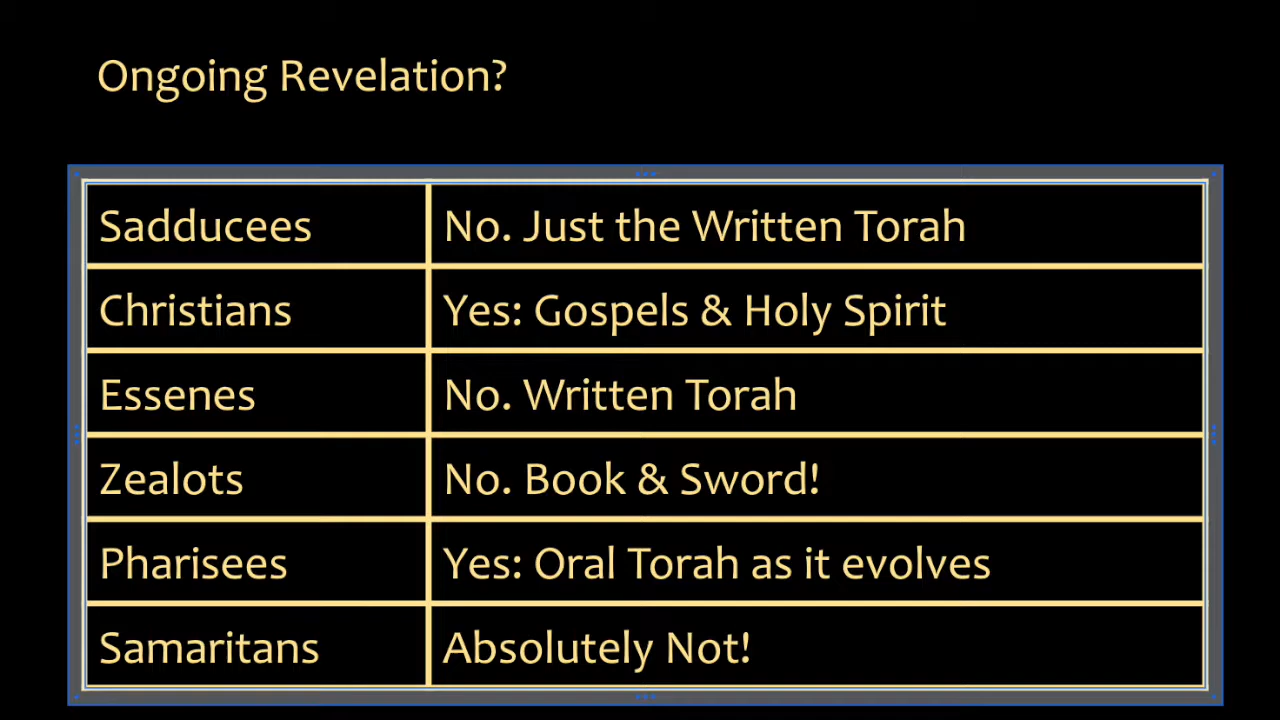 Ongoing Revelation?
Sadducees No. Just the Written Torah
Christians Yes: Gospels & Holy Spirit
Essenes No. Written Torah
Zealots No. Book & Sword!
Pharisees Yes: Oral Torah as it evolves
Samaritans Absolutely Not!